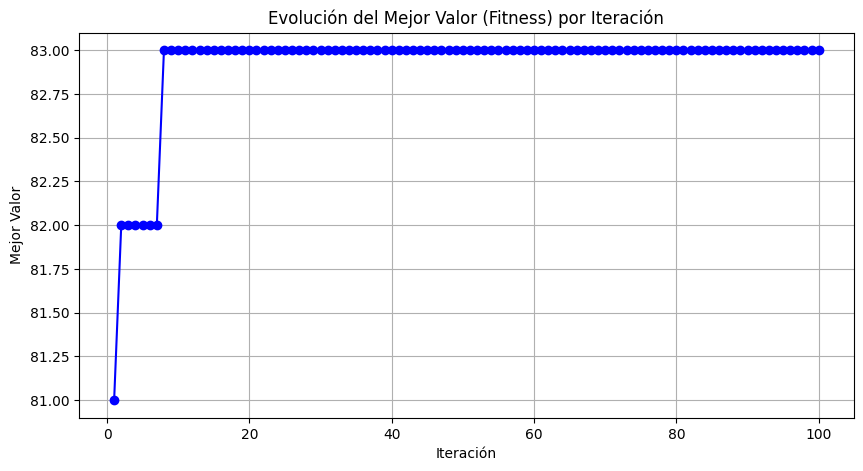 Evolución del Mejor Valor (Fitness) por Iteración
83.00
82.75
82.50
82.25
82.00
81.75
81.50
81.25
81.00
Mejor Valor
0 20 40 60 80 100
Iteración